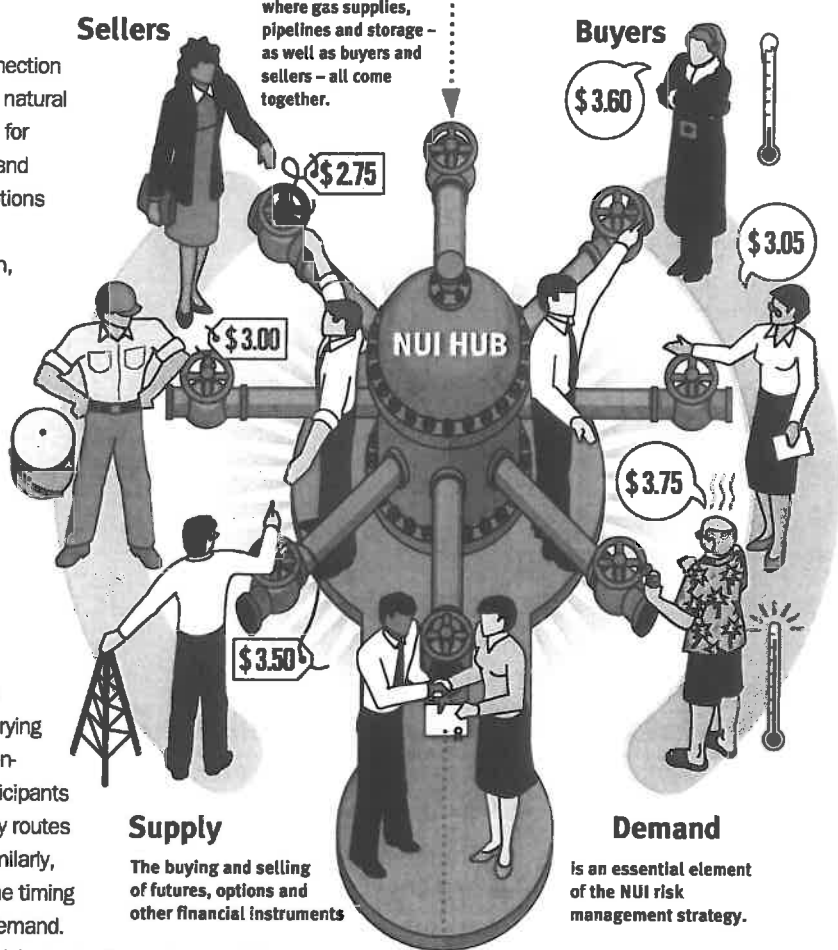 where gas supplies,
pipelines and storage –
as well as buyers and
sellers – all come
together.
Sellers
Buyers
natural
for
and
tions
$ 2.75
$ 3.60
$ 3.05
$ 3.00
NUI HUB
$ 3.75
$ 3.50
rying
n-
icipants
y routes
nilarly,
e timing
emand.
Supply
The buying and selling
of futures, options and
other financial instruments
Demand
is an essential element
of the NUI risk
management strategy.